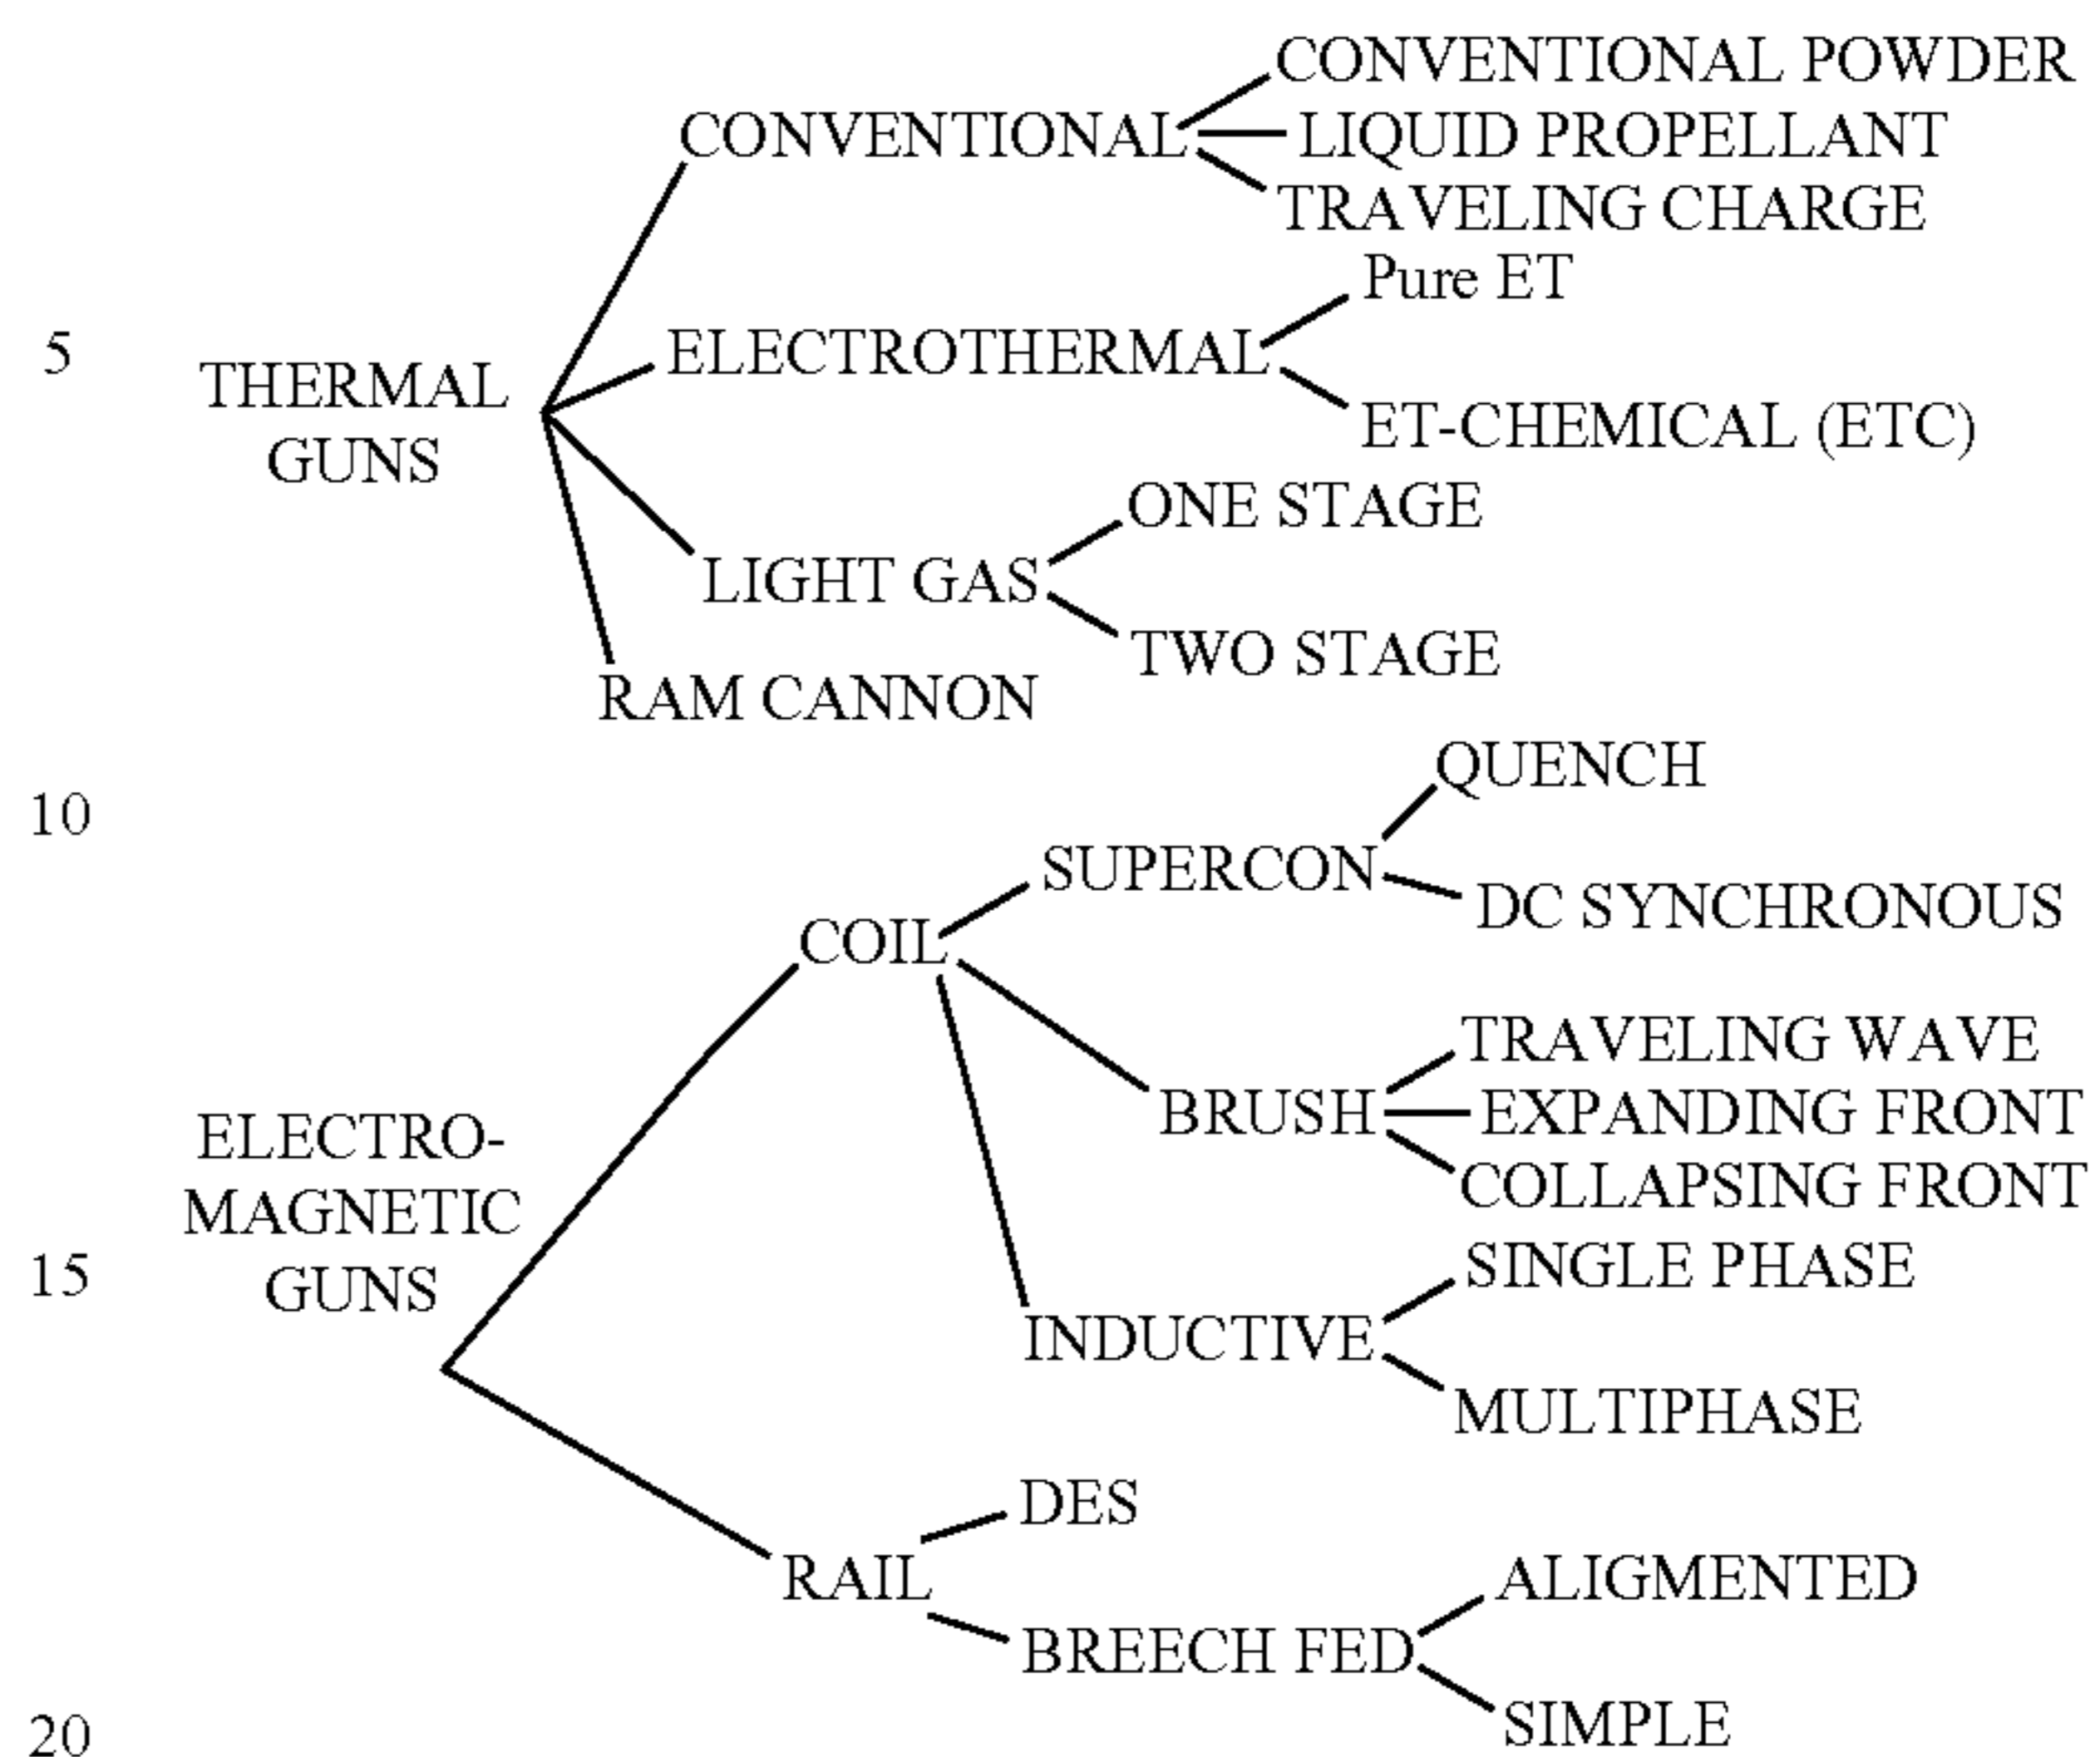 CONVENTIONAL POWDER
CONVENTIONAL LIQUID PROPELLANT
TRAVELING CHARGE
Pure ET
5 ELECTROTHERMAL
THERMAL
GUNS
ET-CHEMICAL (ETC)
ONE STAGE
LIGHT GAS
TWO STAGE
RAM CANNON
QUENCH
10
SUPERCON
DC SYNCHRONOUS
COIL
TRAVELING WAVE
BRUSH EXPANDING FRONT
ELECTRO-
MAGNETIC
GUNS
COLLAPSING FRONT
15
SINGLE PHASE
INDUCTIVE
MULTIPHASE
DES
RAIL
ALIGMENTED
BREECH FED
SIMPLE
20